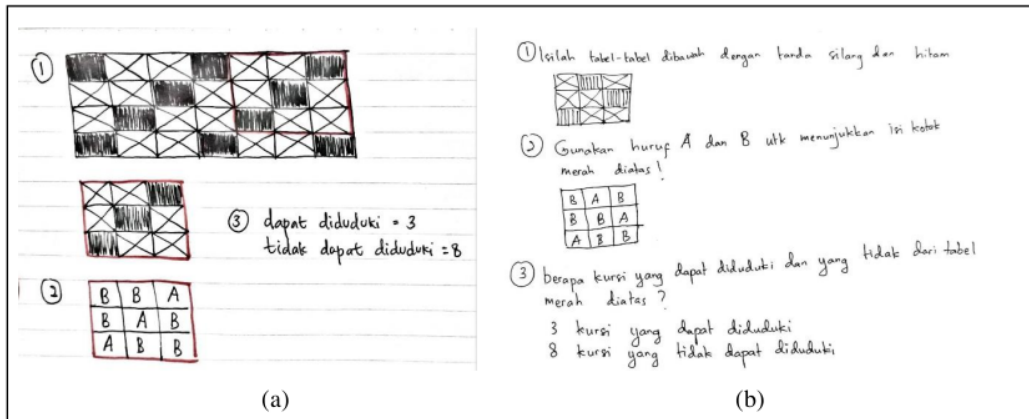 ①
③ dapat diduduki = 3
tidak dapat diduduki = 8
②
B B A
B A B
A B B
(a)
① Isilah tabel-tabel dibawah dengan tanda silang dan hitam
② Gunakan huruf A dan B utk menunjukkan isi kotak
merah diatas!
B A B
B B A
A B B
③ berapa kursi yang dapat diduduki dan yang tidak dari tabel
merah diatas?
3 kursi yang dapat diduduki
8 kursi yang tidak dapat diduduki
(b)